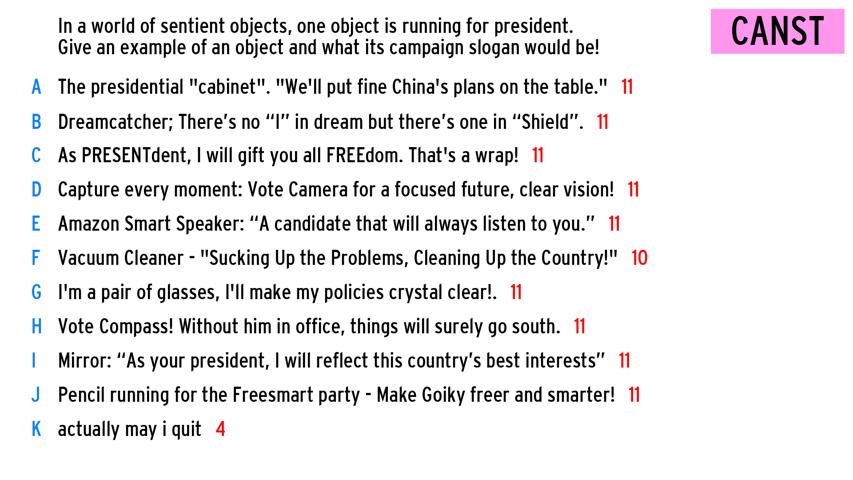 In a world of sentient objects, one object is running for president.
Give an example of an object and what its campaign slogan would be!
CANST
A The presidential "cabinet". "We'll put fine China's plans on the table." 11
B Dreamcatcher; There's no “I” in dream but there’s one in “Shield”. 11
C As PRESENTdent, I will gift you all FREEdom. That's a wrap! 11
D Capture every moment: Vote Camera for a focused future, clear vision! 11
E Amazon Smart Speaker: “A candidate that will always listen to you.” 11
F Vacuum Cleaner - "Sucking Up the Problems, Cleaning Up the Country!" 10
G I'm a pair of glasses, I'll make my policies crystal clear!. 11
H Vote Compass! Without him in office, things will surely go south. 11
I Mirror: “As your president, I will reflect this country’s best interests” 11
J Pencil running for the Freesmart party - Make Goiky freer and smarter! 11
K actually may i quit 4